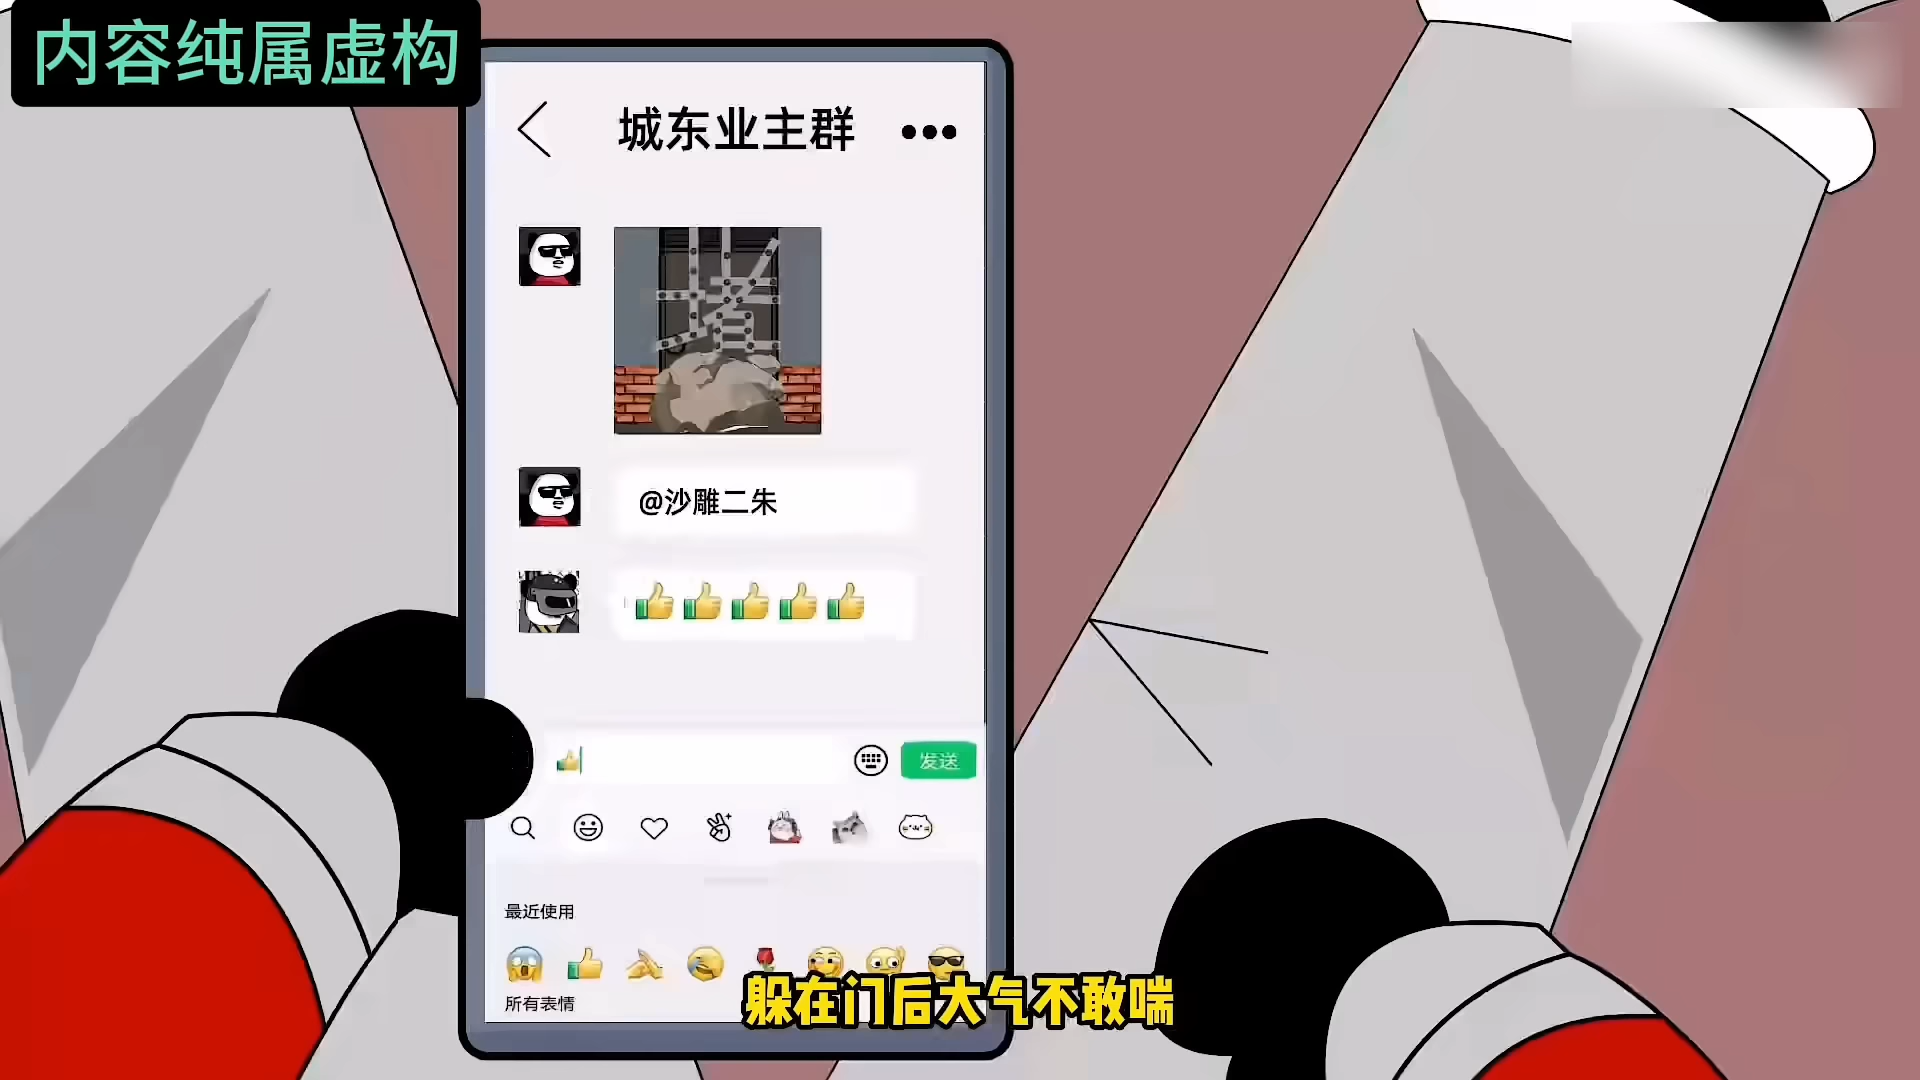 内容纯属虚构
城东业主群
堵
@沙雕二朱
发送
最近使用
所有表情
躲在门后大气不敢喘